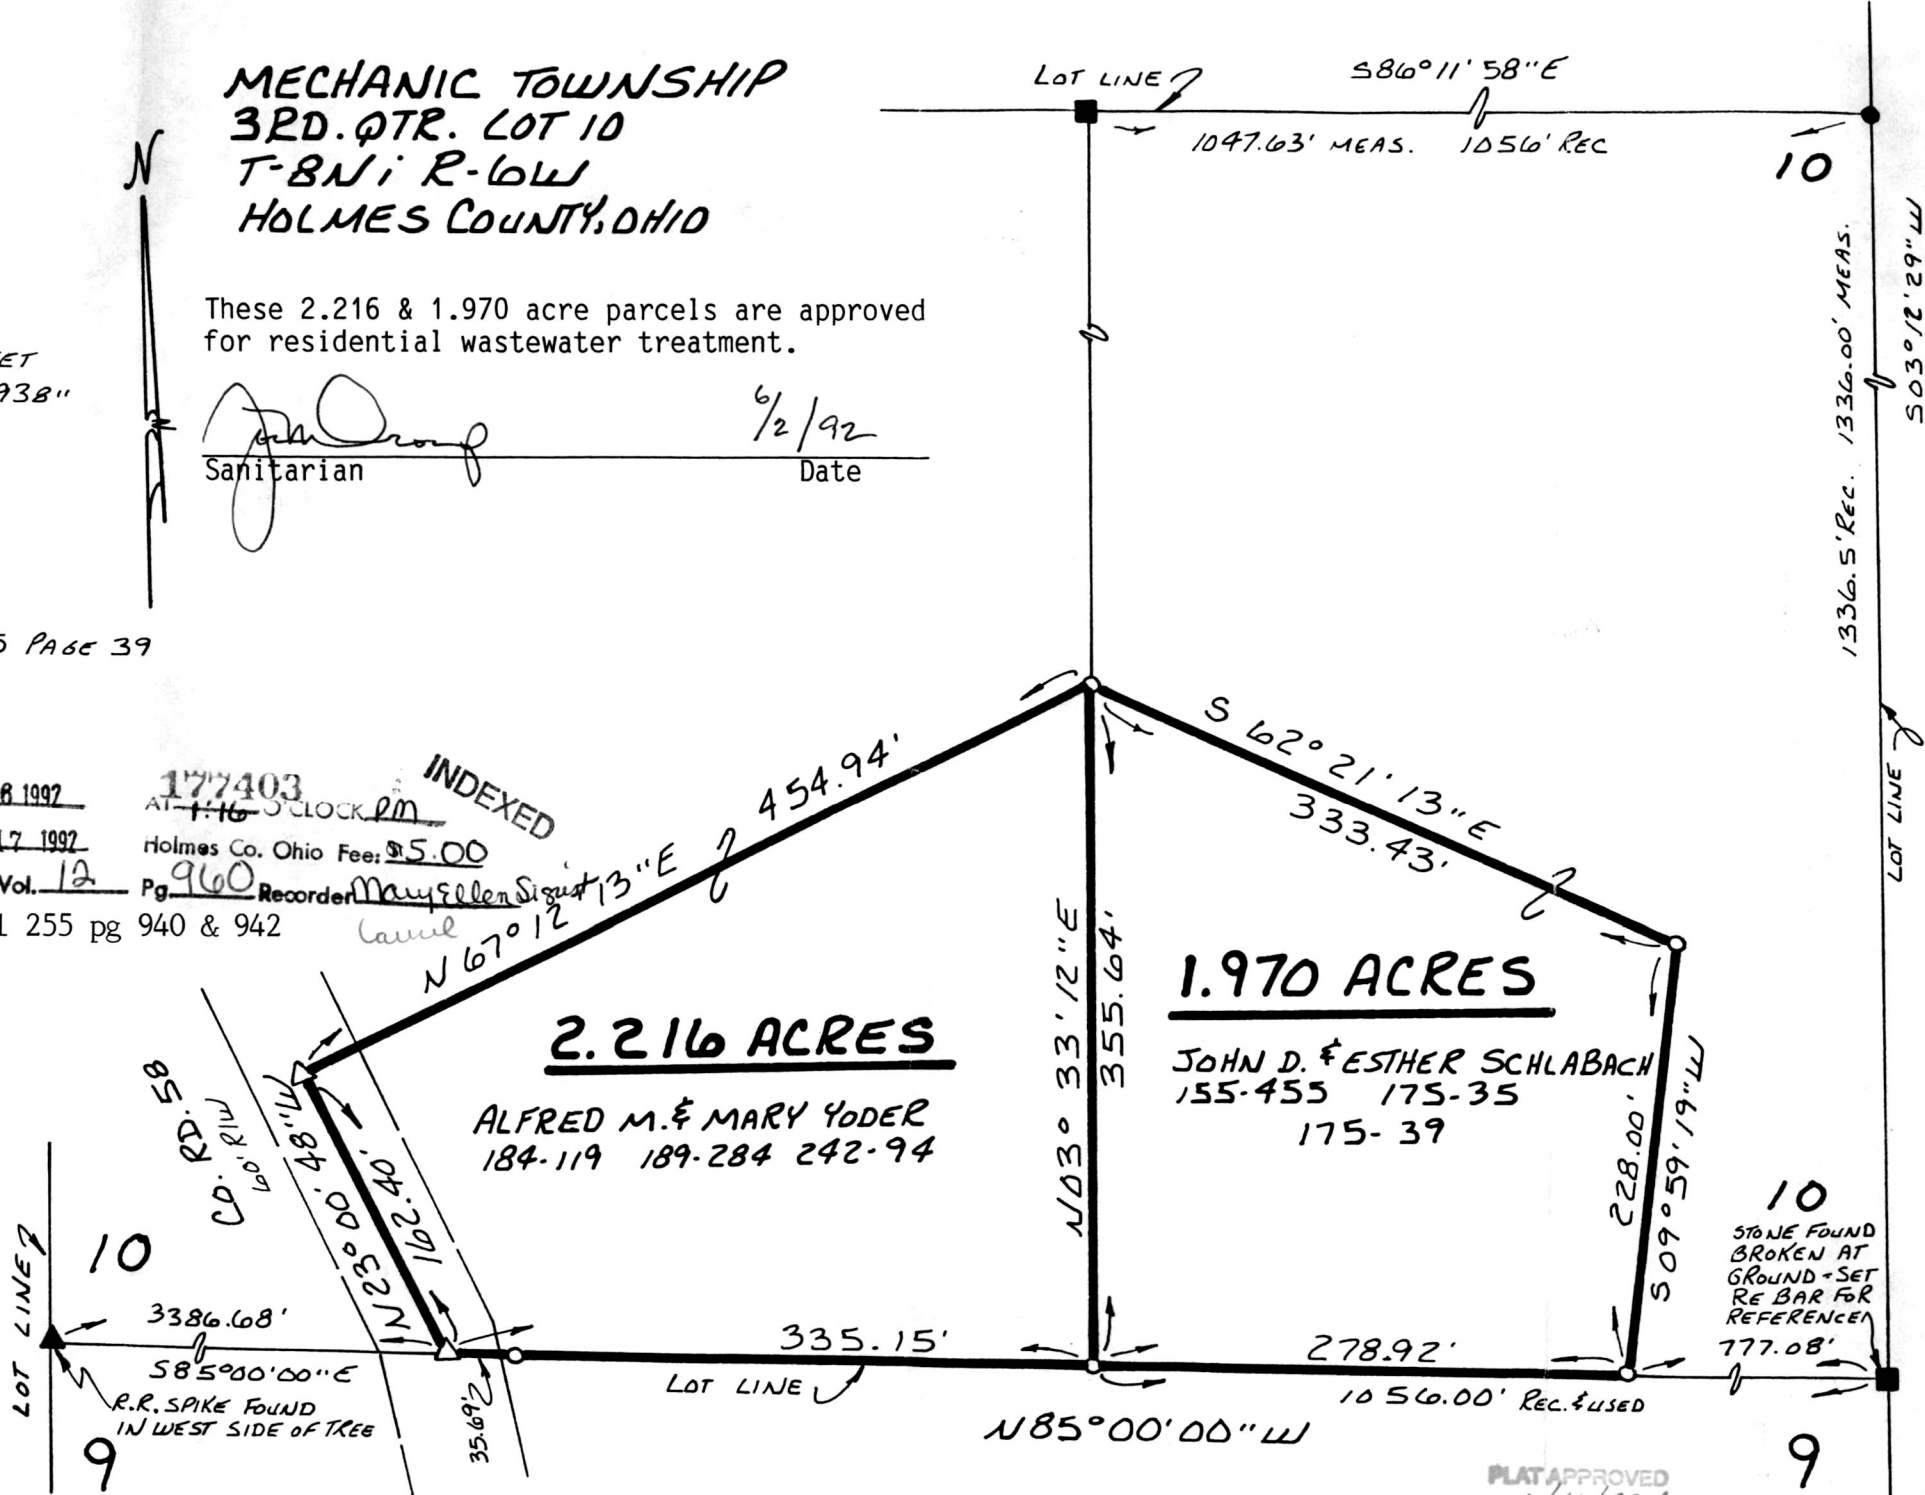 MECHANIC TOWNSHIP
3RD. QTR. LOT 10
T-8N; R-6W
HOLMES COUNTY, OHIO
N
These 2.216 & 1.970 acre parcels are approved
for residential wastewater treatment.
6/2/92
Sanitarian Date
ET
938"
5 PAGE 39
LOT LINE
S86°11'58"E
1047.63' MEAS. 1056' REC
10
1336.5' REC. 1336.00' MEAS.
S03°12'29"W
LOT LINE
177403
8 1992 AT 1:16 O'CLOCK PM
INDEXED
17 1992 Holmes Co. Ohio Fee: $5.00
Vol. 12 Pg. 960 Recorder Mary Ellen Sigrist
255 pg 940 & 942
N 67°12'13"E
454.94'
S 62°21'13"E
333.43'
N03°33'12"E
355.64'
2.216 ACRES
ALFRED M. & MARY YODER
184-119 189-284 242-94
1.970 ACRES
JOHN D. & ESTHER SCHLABACH
155-455 175-35
175-39
228.00'
S09°59'19"W
CO. RD. 58
60' R/W
N23°00'48"W
162.40'
LOT LINE
10
3386.68'
S85°00'00"E
R.R. SPIKE FOUND
IN WEST SIDE OF TREE
9
35.69'
335.15'
LOT LINE
278.92'
1056.00' REC. & USED
N85°00'00"W
10
STONE FOUND
BROKEN AT
GROUND - SET
RE BAR FOR
REFERENCE
777.08'
9
PLAT APPROVED